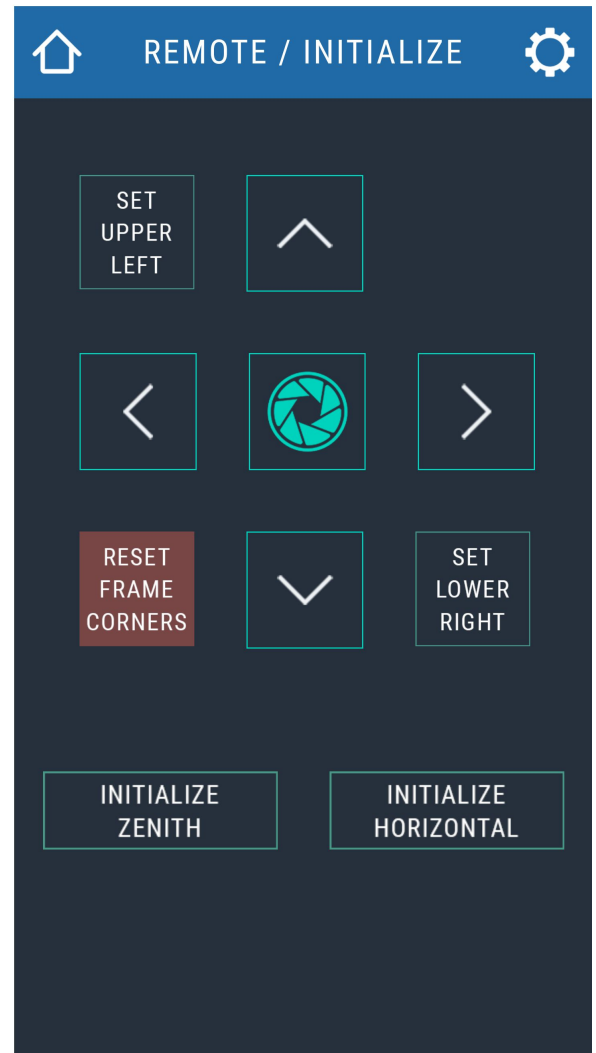 REMOTE / INITIALIZE
SET
UPPER
LEFT
RESET
FRAME
CORNERS
SET
LOWER
RIGHT
INITIALIZE
ZENITH
INITIALIZE
HORIZONTAL